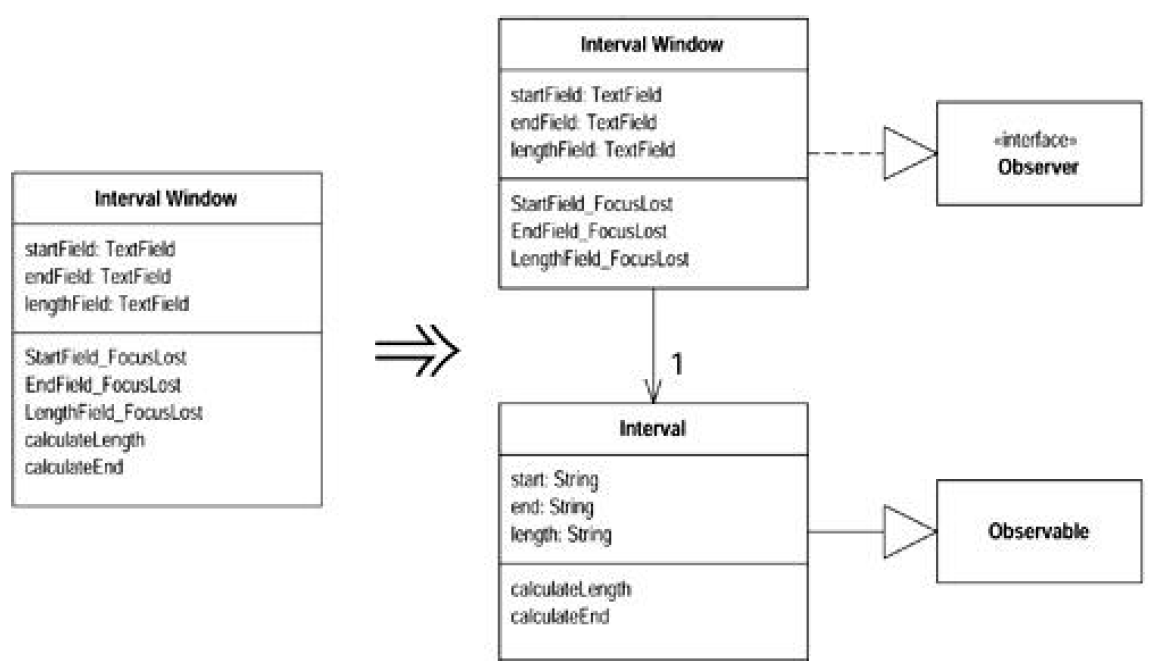 Interval Window
startField: TextField
endField: TextField
lengthField: TextField
StartField_FocusLost
EndField_FocusLost
LengthField_FocusLost
calculateLength
calculateEnd
Interval Window
startField: TextField
endField: TextField
lengthField: TextField
StartField_FocusLost
EndField_FocusLost
LengthField_FocusLost
«interface»
Observer
1
Interval
start: String
end: String
length: String
calculateLength
calculateEnd
Observable